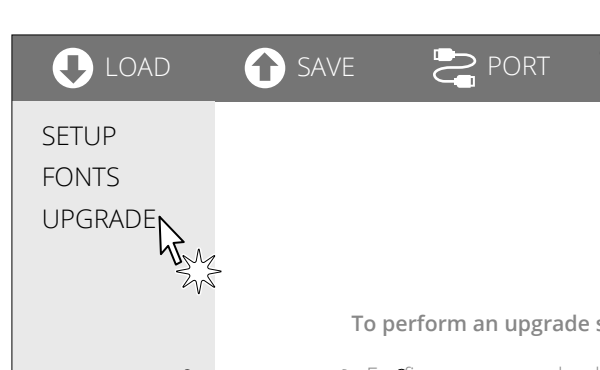 LOAD SAVE PORT
SETUP
FONTS
UPGRADE
To perform an upgrade